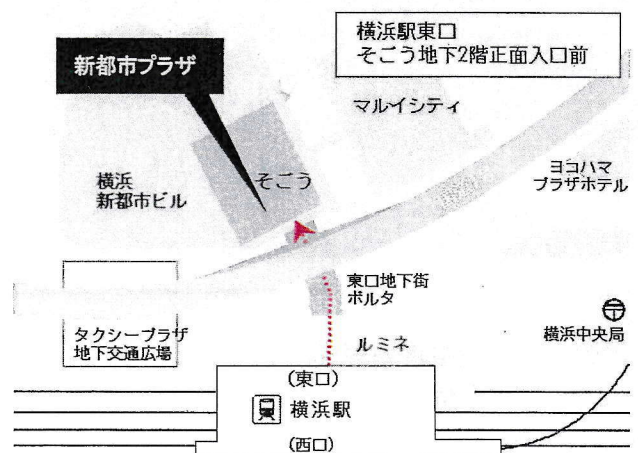 横浜駅東口
そごう地下2階正面入口前
新都市プラザ
マルイシティ
ヨコハマ
プラザホテル
横浜
新都市ビル
そごう
東口地下街
ポルタ
タクシープラザ
地下交通広場
ルミネ
横浜中央局
(東口)
横浜駅
(西口)